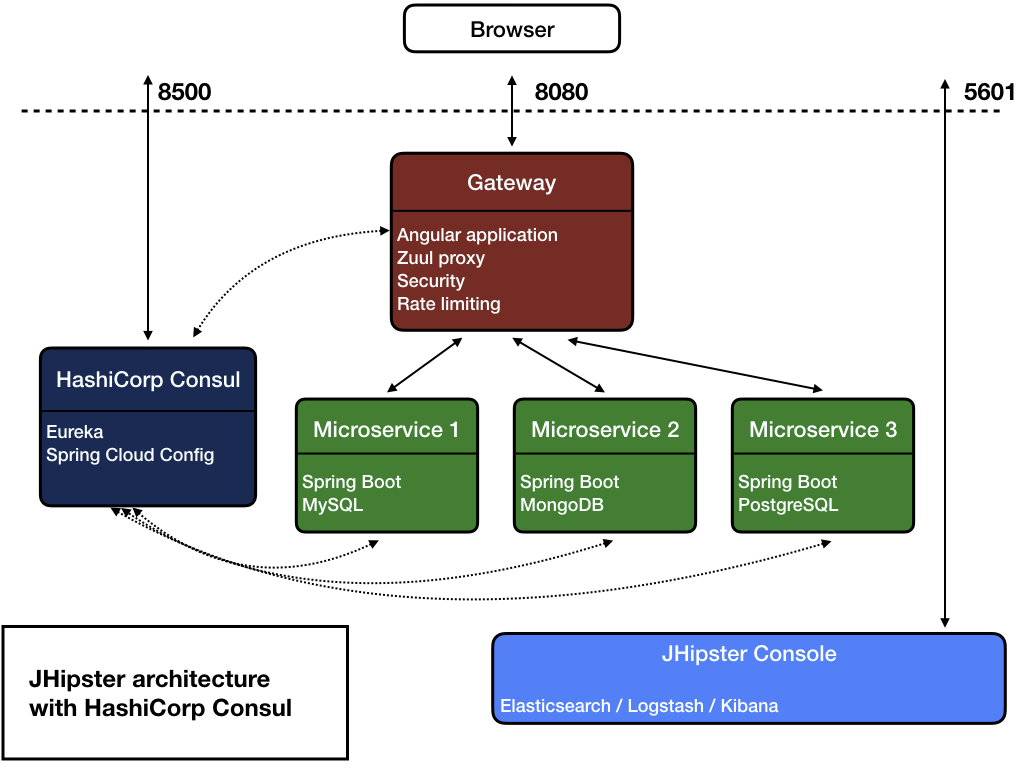 Browser
8500
8080
5601
Gateway
Angular application
Zuul proxy
Security
Rate limiting
HashiCorp Consul
Eureka
Spring Cloud Config
Microservice 1
Spring Boot
MySQL
Microservice 2
Spring Boot
MongoDB
Microservice 3
Spring Boot
PostgreSQL
JHipster Console
Elasticsearch / Logstash / Kibana
JHipster architecture
with HashiCorp Consul